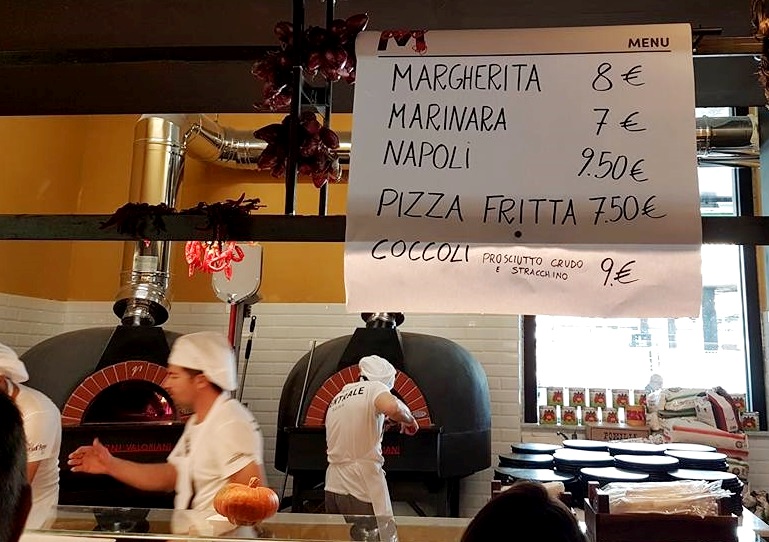 MENU
MARGHERITA 8 €
MARINARA 7 €
NAPOLI 9.50€
PIZZA FRITTA 7.50€
COCCOLI PROSCIUTTO CRUDO
E STRACCHINO 9.€